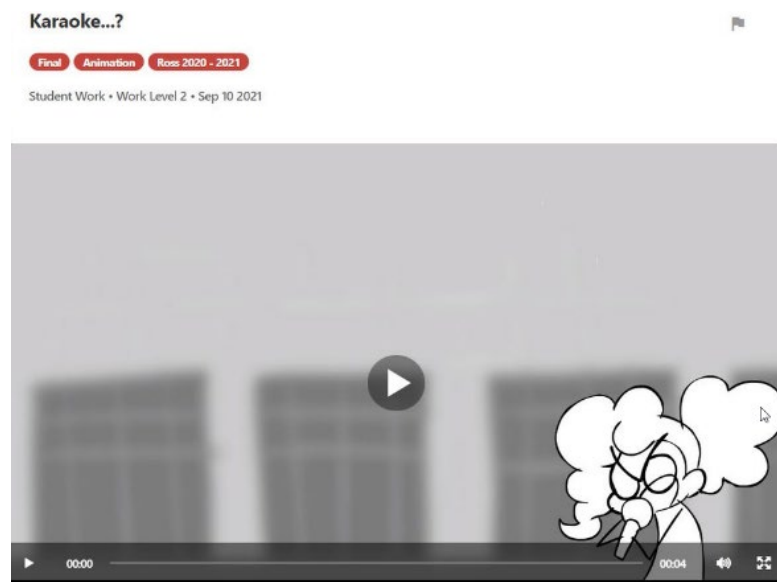 Karaoke...?
Final Animation Ross 2020 - 2021
Student Work • Work Level 2 • Sep 10 2021
00:00 00:04